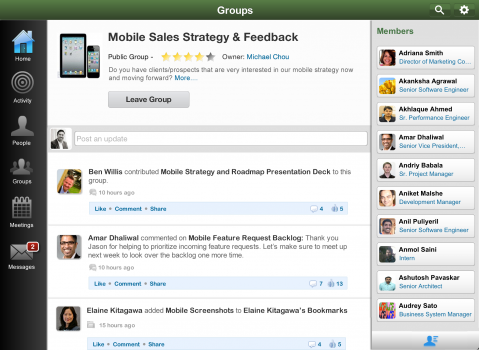 Groups
Home
Activity
People
Groups
Meetings
2
Messages
Mobile Sales Strategy & Feedback
Public Group - Owner: Michael Chou
Do you have clients/prospects that are very interested in our mobile strategy now
and moving forward? More...
Leave Group
Post an update
Ben Willis contributed Mobile Strategy and Roadmap Presentation Deck to this
group.
10 hours ago
Like • Comment • Share 4 5
Amar Dhaliwal commented on Mobile Feature Request Backlog: Thank you
Jason for helping to prioritize incoming feature requests. Let's make sure to meet up
next week to look over the backlog one more time.
10 hours ago
Like • Comment • Share 7 13
Elaine Kitagawa added Mobile Screenshots to Elaine Kitagawa's Bookmarks
15 hours ago
Like • Comment • Share 4 5
Members
Adriana Smith
Director of Marketing Co...
Akanksha Agrawal
Senior Software Engineer
Akhlaque Ahmed
Sr. Performance Engineer
Amar Dhaliwal
Senior Vice President,...
Andriy Babala
Sr. Project Manager
Aniket Malshe
Development Manager
Anil Puliyeril
Senior Software Engineer
Anmol Saini
Intern
Ashutosh Pavaskar
Senior Architect
Audrey Sato
Business System Manager